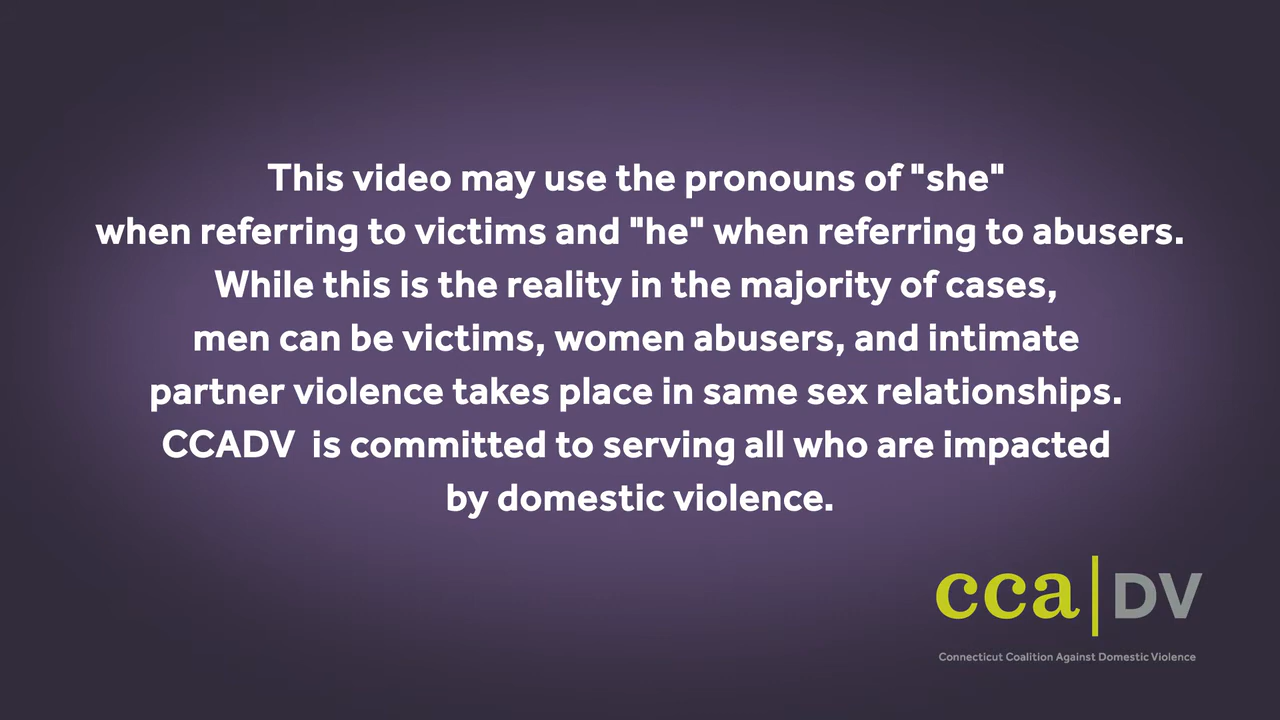 This video may use the pronouns of "she"
when referring to victims and "he" when referring to abusers.
While this is the reality in the majority of cases,
men can be victims, women abusers, and intimate
partner violence takes place in same sex relationships.
CCADV  is committed to serving all who are impacted
by domestic violence.
cca|DV
Connecticut Coalition Against Domestic Violence